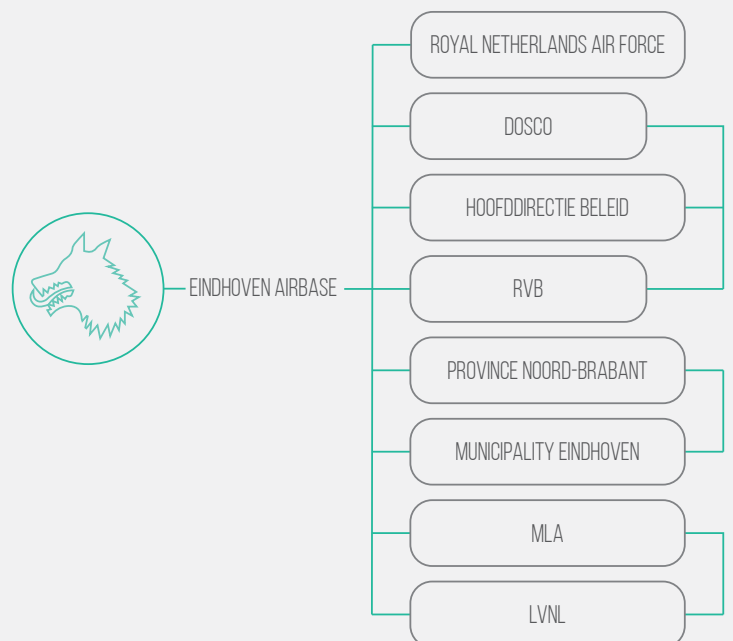 ROYAL NETHERLANDS AIR FORCE
DOSCO
HOOFDDIRECTIE BELEID
EINDHOVEN AIRBASE
RVB
PROVINCE NOORD-BRABANT
MUNICIPALITY EINDHOVEN
MLA
LVNL